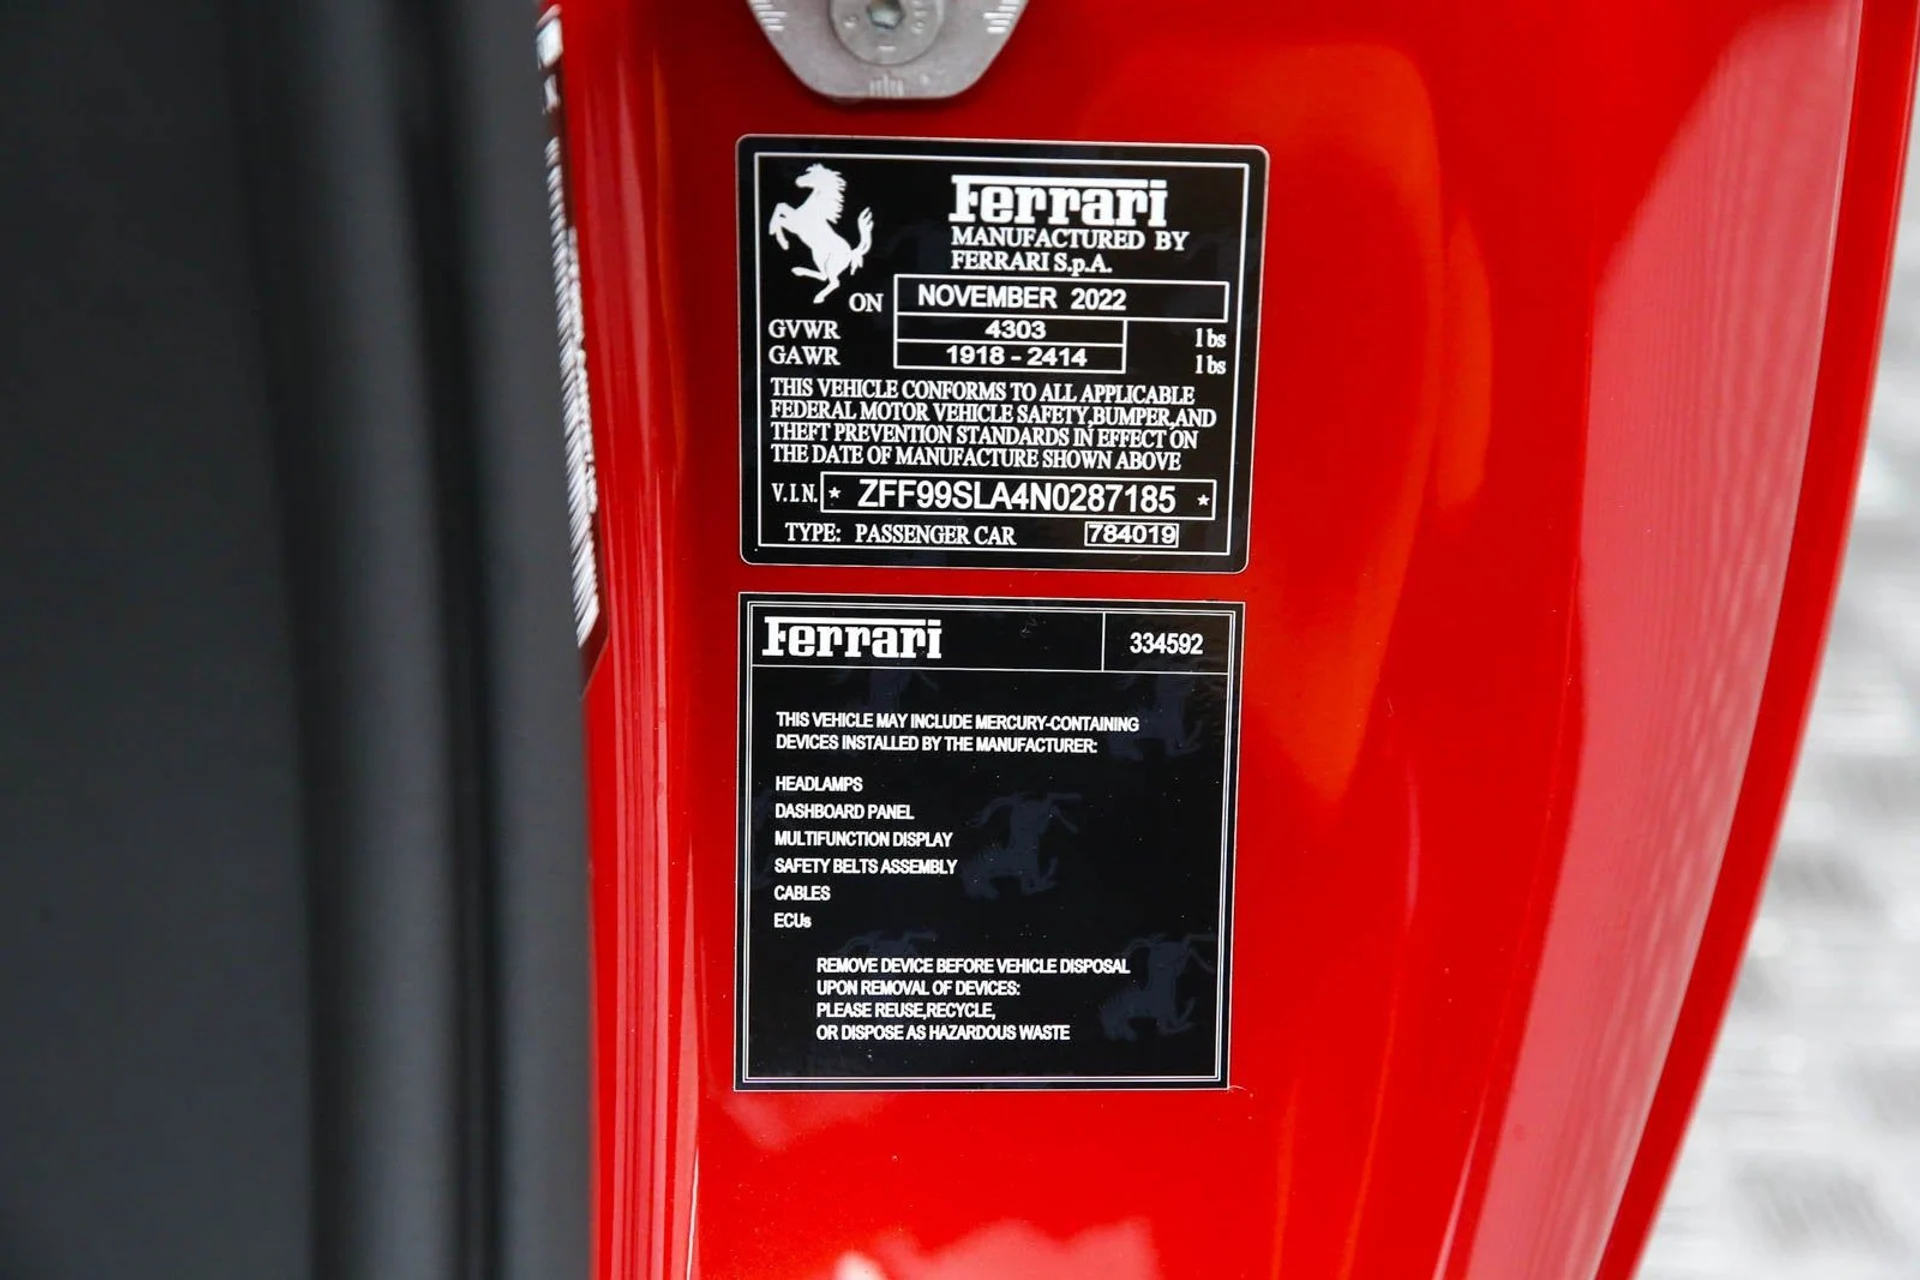 Ferrari
MANUFACTURED BY
FERRARI S.p.A.
ON NOVEMBER 2022
GVWR 4303 lbs
GAWR 1918 - 2414 lbs
THIS VEHICLE CONFORMS TO ALL APPLICABLE
FEDERAL MOTOR VEHICLE SAFETY,BUMPER,AND
THEFT PREVENTION STANDARDS IN EFFECT ON
THE DATE OF MANUFACTURE SHOWN ABOVE
V.I.N. * ZFF99SLA4N0287185 *
TYPE: PASSENGER CAR 784019
Ferrari 334592
THIS VEHICLE MAY INCLUDE MERCURY-CONTAINING
DEVICES INSTALLED BY THE MANUFACTURER:
HEADLAMPS
DASHBOARD PANEL
MULTIFUNCTION DISPLAY
SAFETY BELTS ASSEMBLY
CABLES
ECUs
REMOVE DEVICE BEFORE VEHICLE DISPOSAL
UPON REMOVAL OF DEVICES:
PLEASE REUSE,RECYCLE,
OR DISPOSE AS HAZARDOUS WASTE